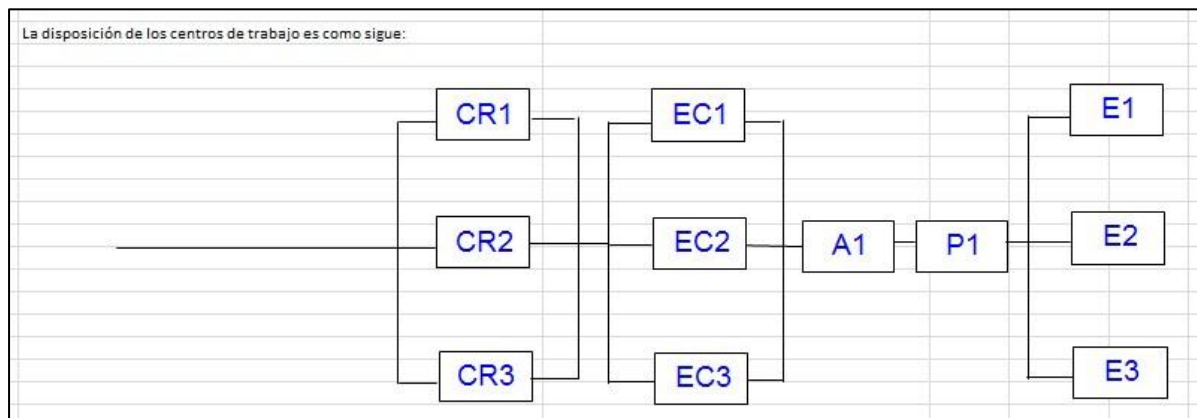 La disposición de los centros de trabajo es como sigue:
CR1 EC1 E1
CR2 EC2 A1 P1 E2
CR3 EC3 E3